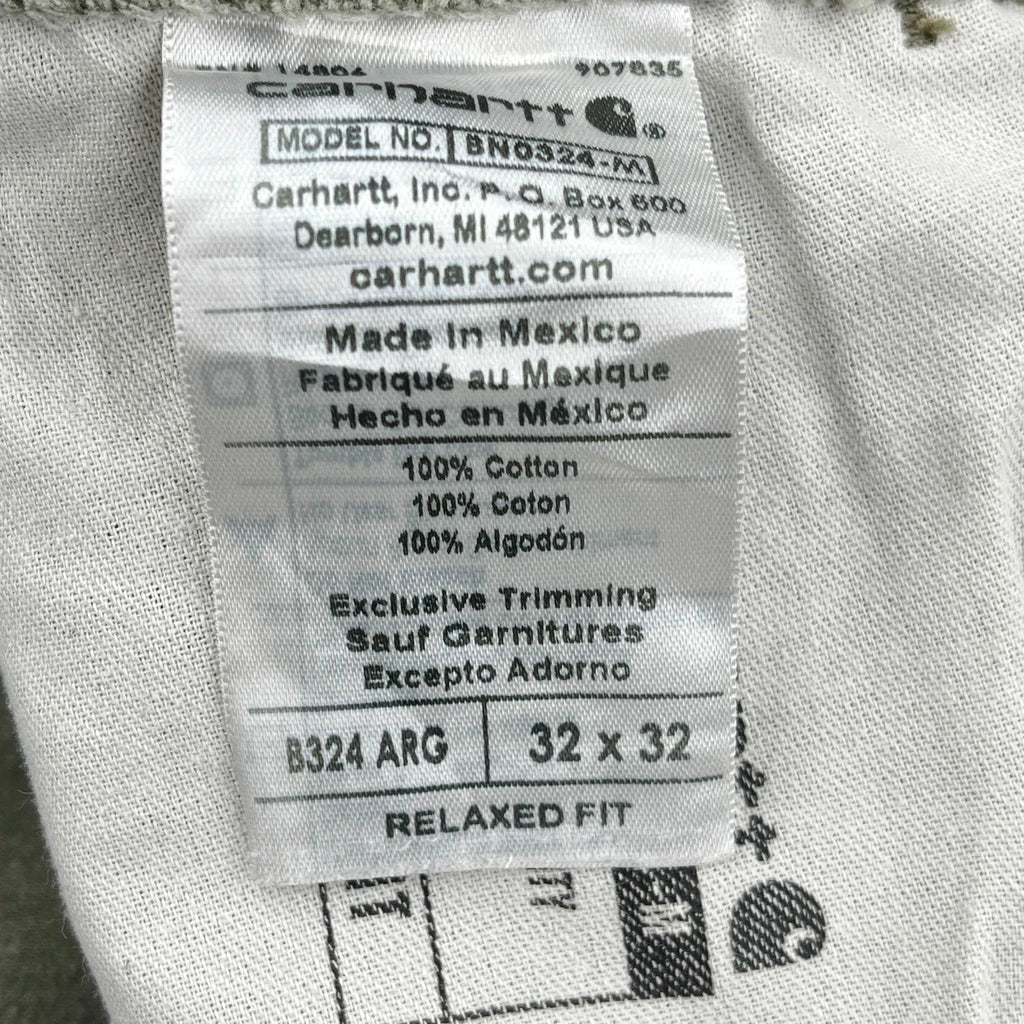 14864 907835
carhartt
MODEL NO. BN0324-M
Carhartt, Inc. P.O. Box 600
Dearborn, MI 48121 USA
carhartt.com
Made In Mexico
Fabriqué au Mexique
Hecho en México
100% Cotton
100% Coton
100% Algodón
Exclusive Trimming
Sauf Garnitures
Excepto Adorno
B324 ARG 32 x 32
RELAXED FIT